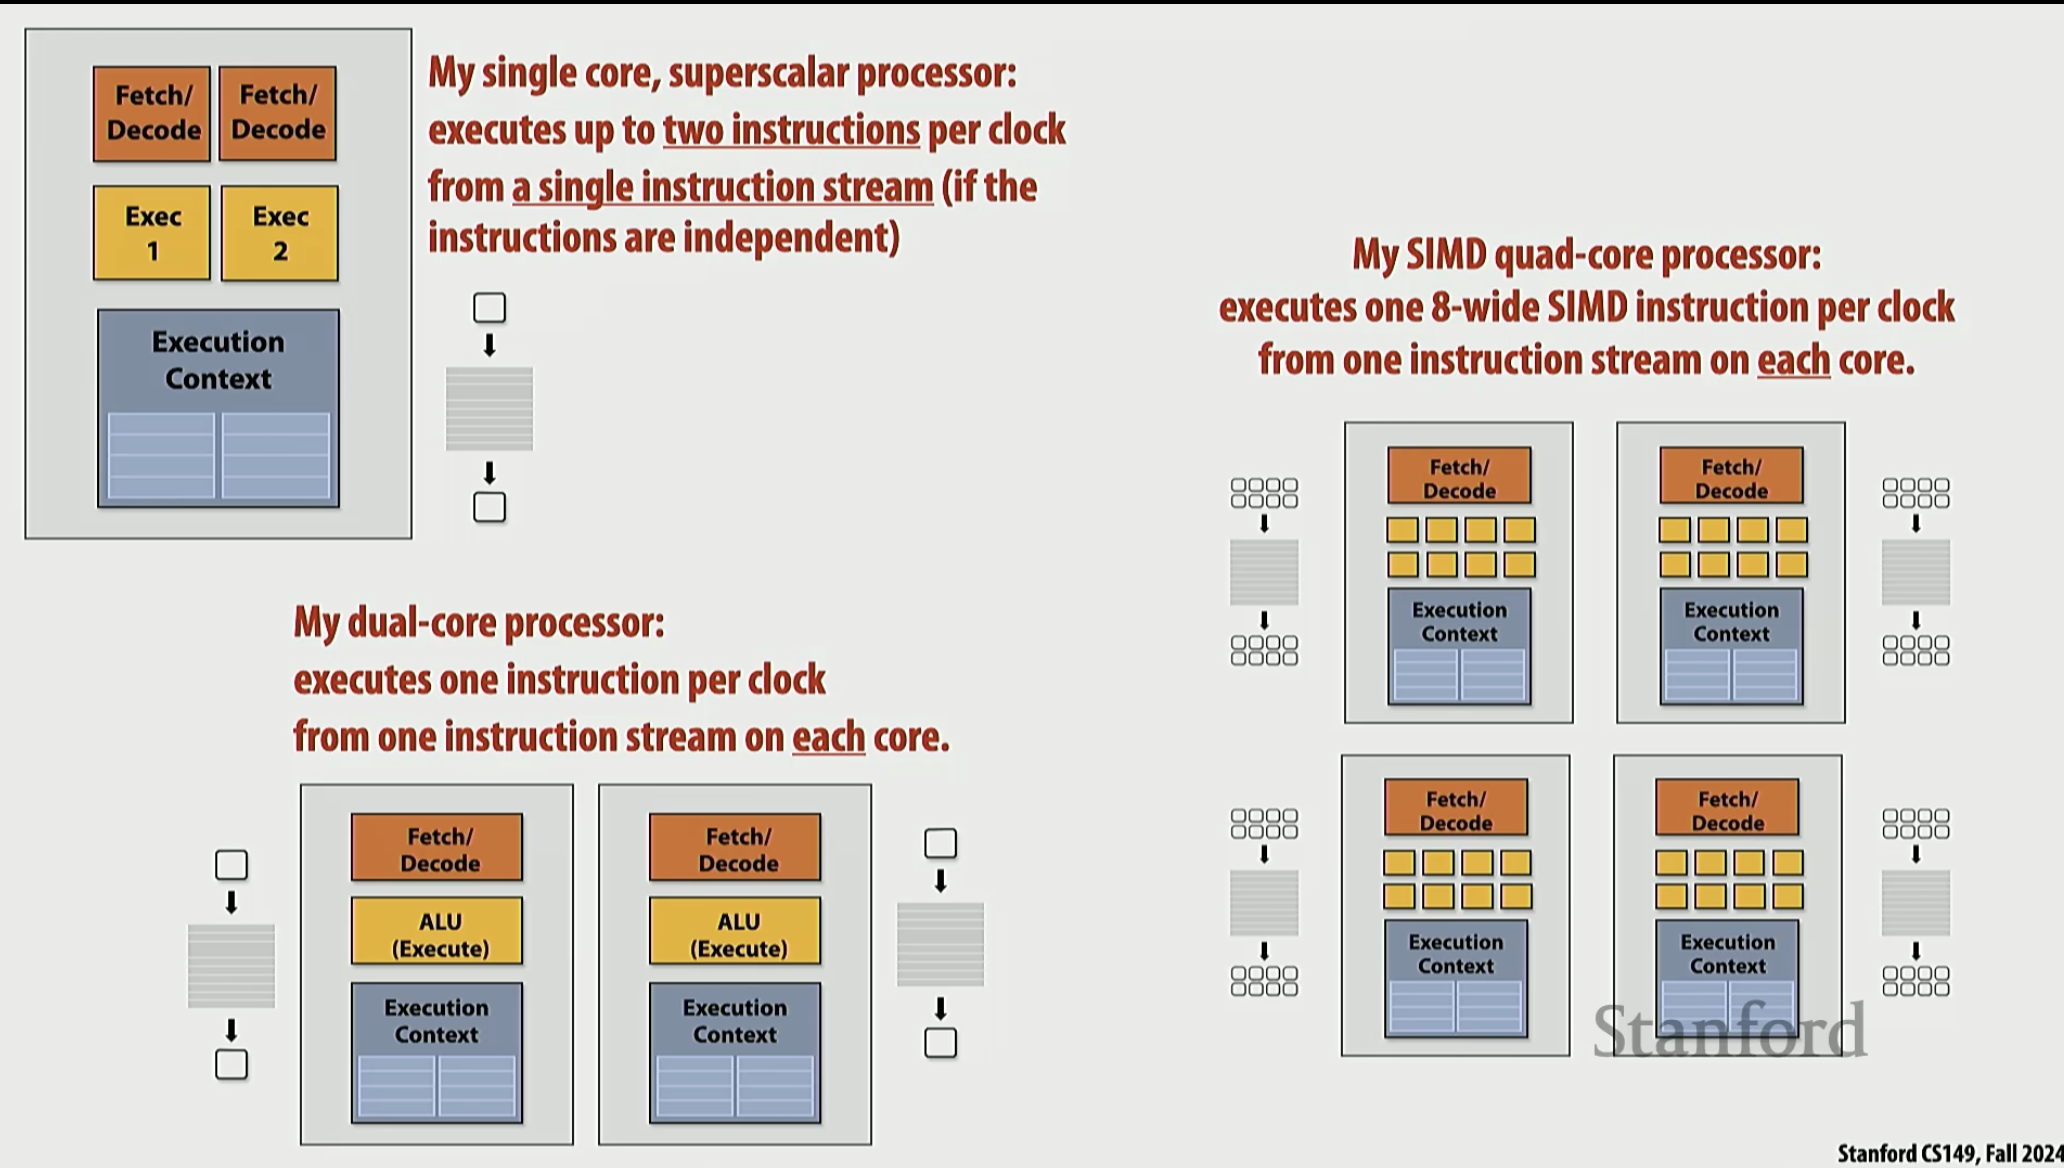 Fetch/
Decode
Fetch/
Decode
Exec
1
Exec
2
Execution
Context
My single core, superscalar processor:
executes up to two instructions per clock
from a single instruction stream (if the
instructions are independent)
My dual-core processor:
executes one instruction per clock
from one instruction stream on each core.
Fetch/
Decode
ALU
(Execute)
Execution
Context
Fetch/
Decode
ALU
(Execute)
Execution
Context
My SIMD quad-core processor:
executes one 8-wide SIMD instruction per clock
from one instruction stream on each core.
Fetch/
Decode
Execution
Context
Fetch/
Decode
Execution
Context
Fetch/
Decode
Execution
Context
Fetch/
Decode
Execution
Context
Stanford
Stanford CS149, Fall 2024